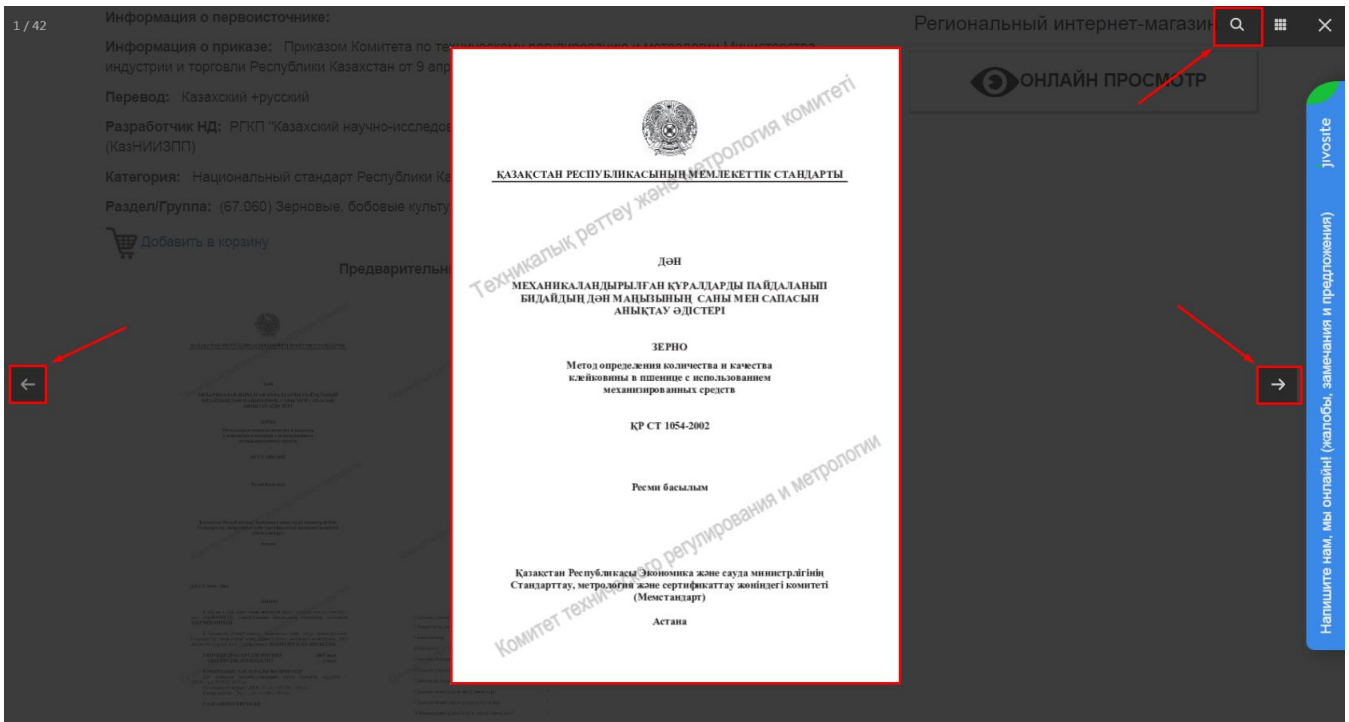 1 / 42
Информация о первоисточнике:
Информация о приказе: Приказом Комитета по техническому регулированию и метрологии Министерства
индустрии и торговли Республики Казахстан от 9 апр
Перевод: Казахский +русский
Разработчик НД: РГКП "Казахский научно-исследов
(КазНИИЗПП)
Категория: Национальный стандарт Республики Ка
Раздел/Группа: (67.060) Зерновые, бобовые культу
Добавить в корзину
Предварительн
Региональный интернет-магазин
ОНЛАЙН ПРОСМОТР
Техникалық реттеу және метрология комитеті
ҚАЗАҚСТАН РЕСПУБЛИКАСЫНЫҢ МЕМЛЕКЕТТІК СТАНДАРТЫ
ДӘН
МЕХАНИКАЛАНДЫРЫЛҒАН ҚҰРАЛДАРДЫ ПАЙДАЛАНЫП
БИДАЙДЫҢ ДӘН МАҢЫЗЫНЫҢ САНЫ МЕН САПАСЫН
АНЫҚТАУ ӘДІСТЕРІ
ЗЕРНО
Метод определения количества и качества
клейковины в пшенице с использованием
механизированных средств
ҚР СТ 1054-2002
Ресми басылым
Комитет технического регулирования и метрологии
Қазақстан Республикасы Экономика және сауда министрлігінің
Стандарттау, метрология және сертификаттау жөніндегі комитеті
(Мемстандарт)
Астана
jivosite
Напишите нам, мы онлайн! (жалобы, замечания и предложения)